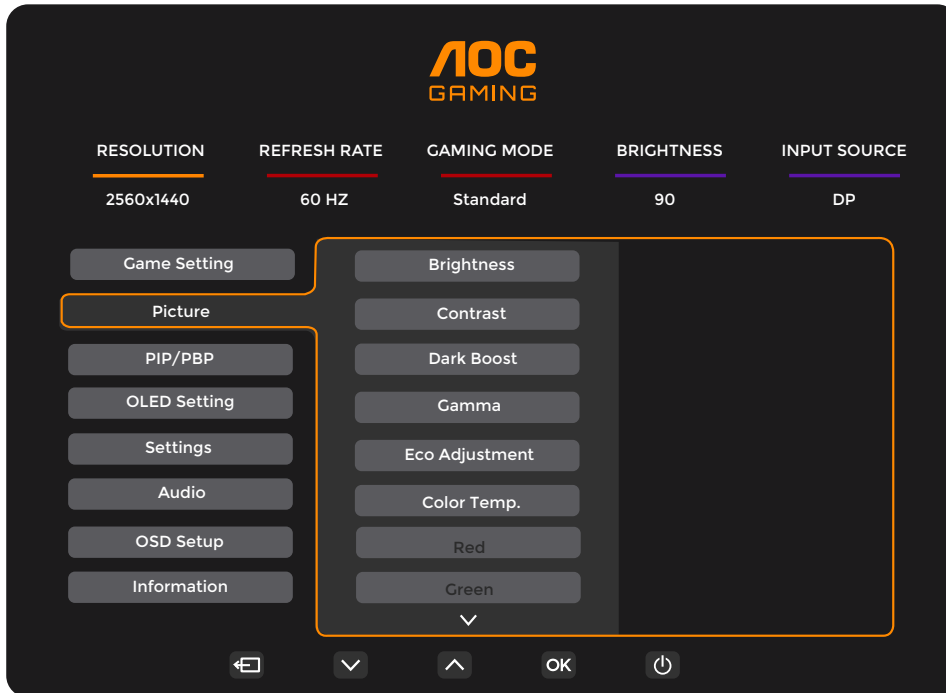 AOC
GAMING
RESOLUTION REFRESH RATE GAMING MODE BRIGHTNESS INPUT SOURCE
2560x1440 60 HZ Standard 90 DP
Game Setting
Picture
PIP/PBP
OLED Setting
Settings
Audio
OSD Setup
Information
Brightness
Contrast
Dark Boost
Gamma
Eco Adjustment
Color Temp.
Red
Green
OK